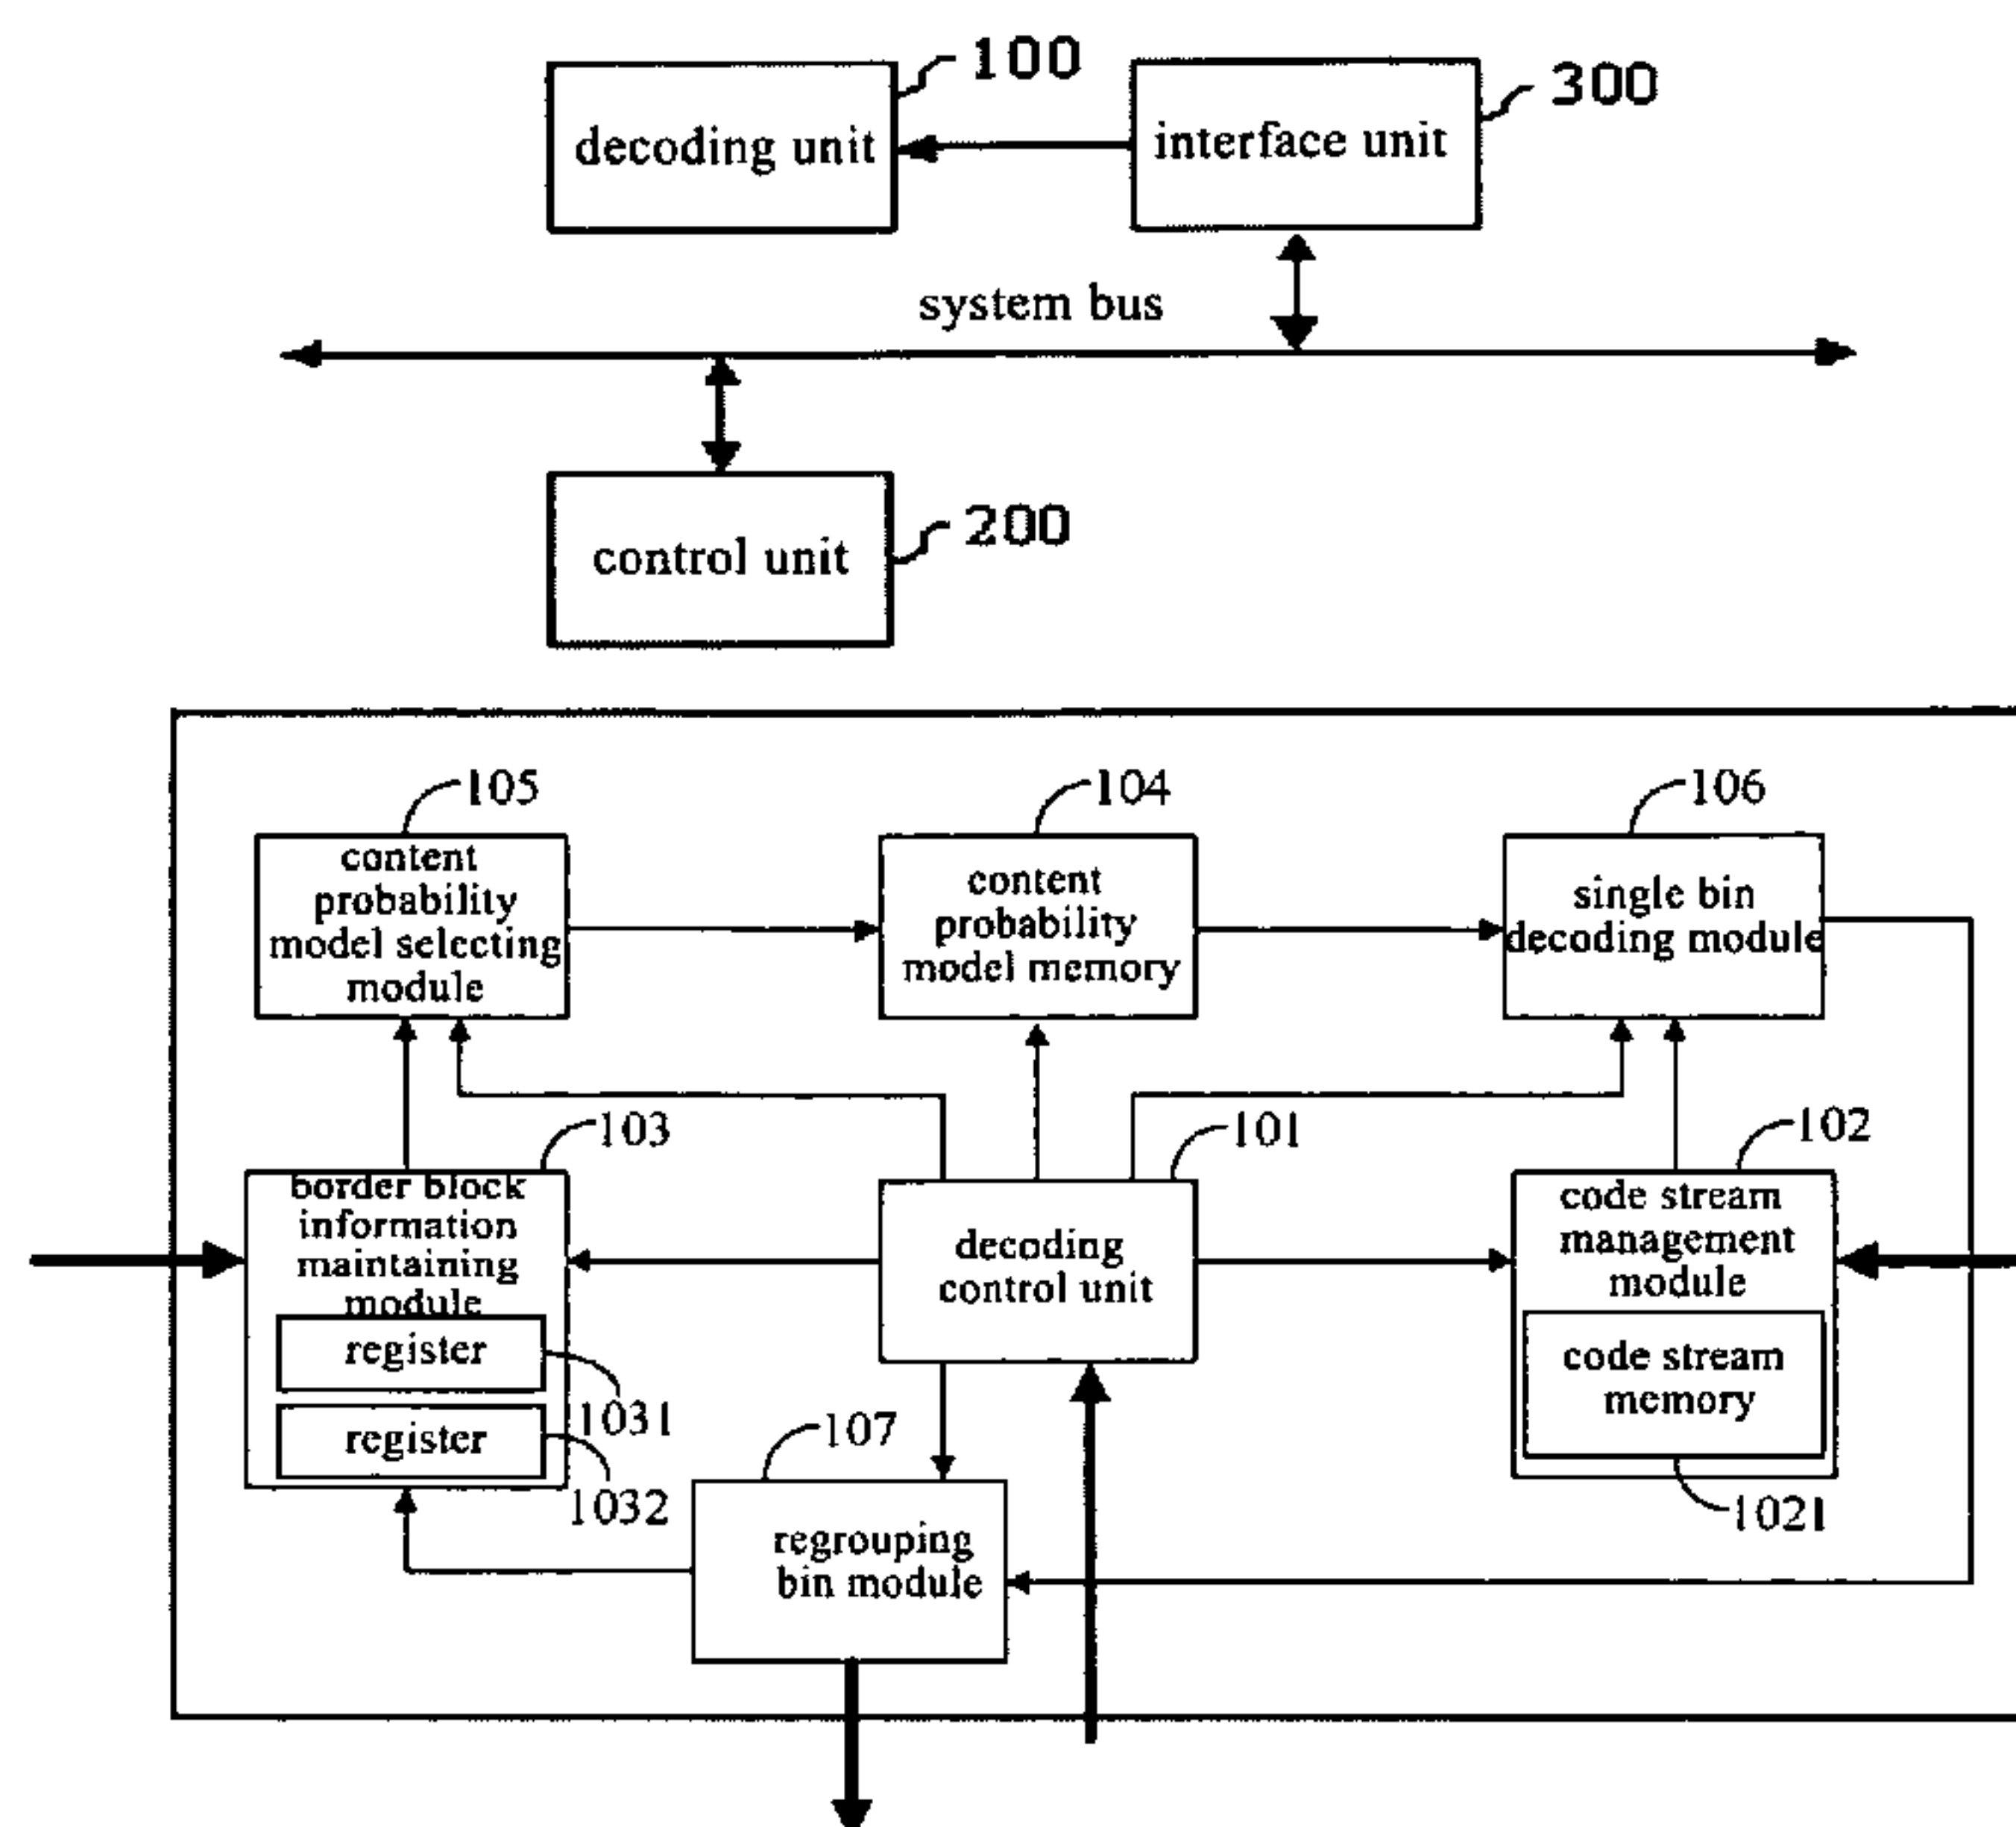 100
300
decoding unit
interface unit
system bus
200
control unit
105
104
106
content
probability
model selecting
module
content
probability
model memory
single bin
decoding module
103
101
102
border block
information
maintaining
module
register
1031
register
1032
decoding
control unit
code stream
management
module
code stream
memory
1021
107
regrouping
bin module